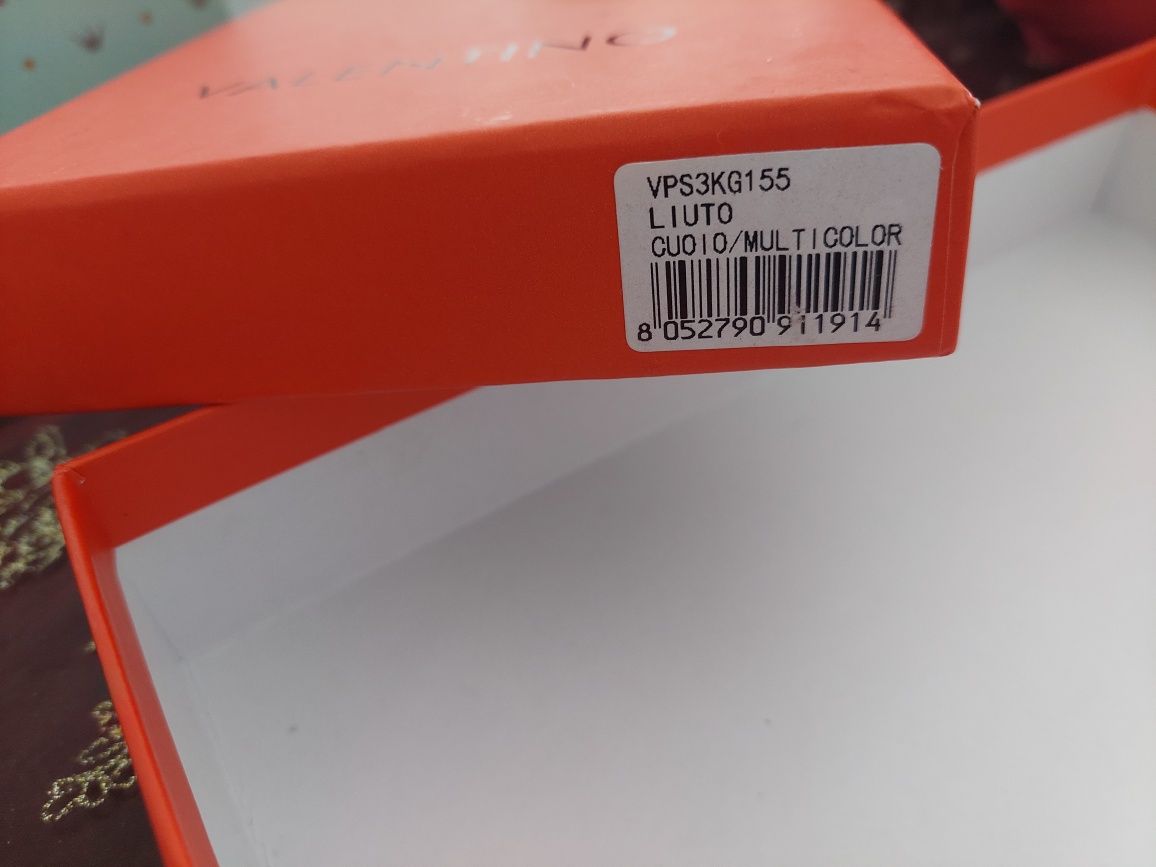 VALENTINO
VPS3KG155
LIUTO
CUOIO/MULTICOLOR
8 052790 911914